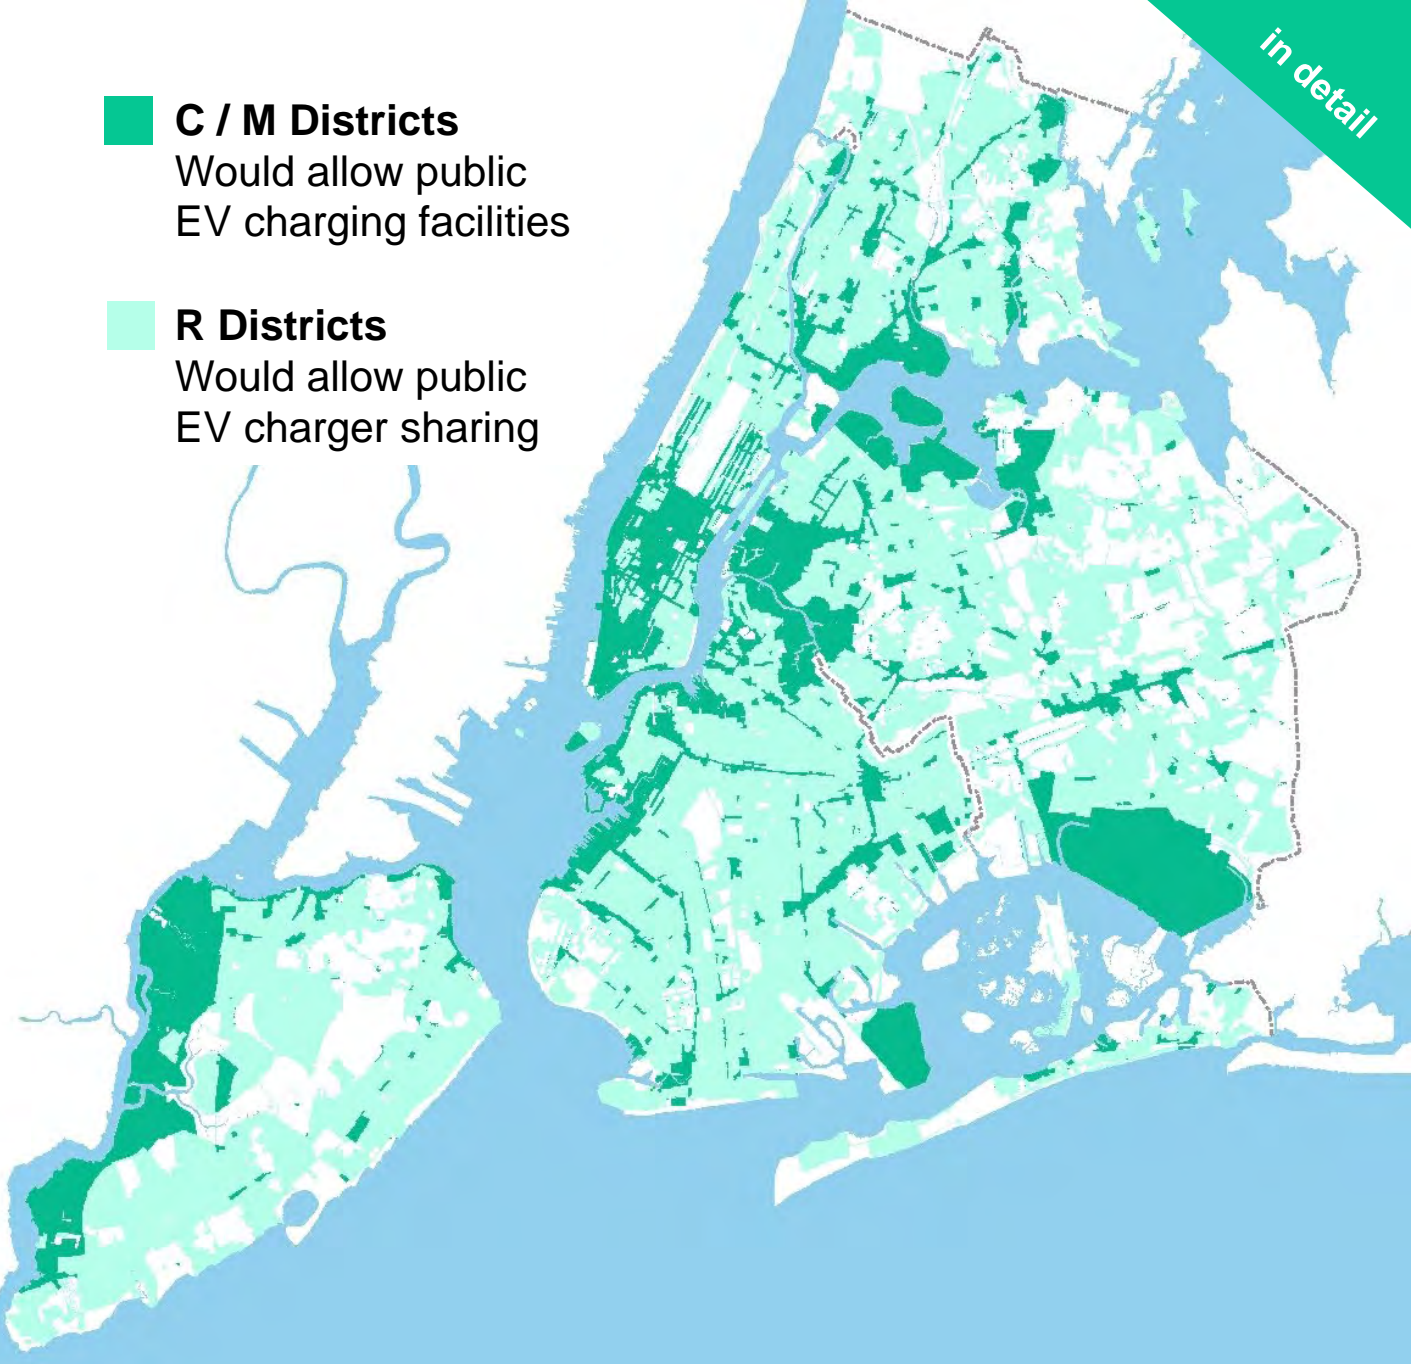 in detail
C / M Districts
Would allow public
EV charging facilities
R Districts
Would allow public
EV charger sharing